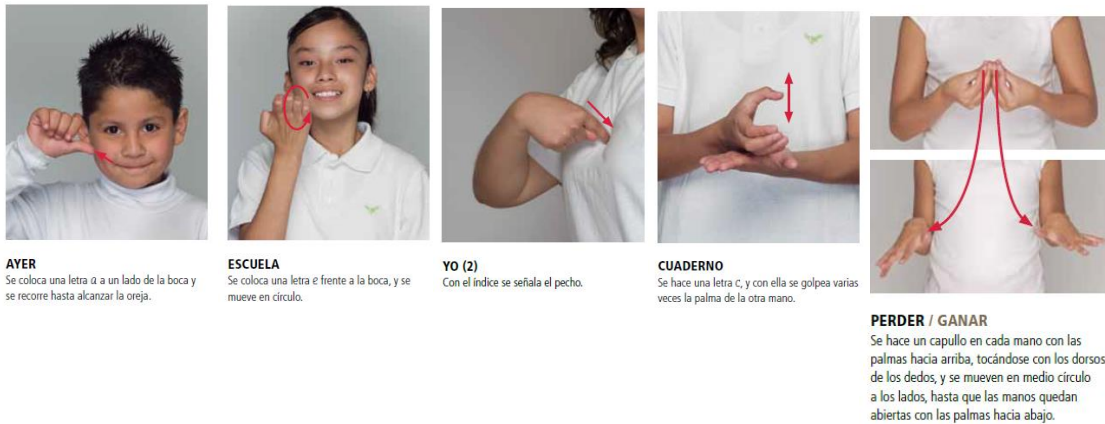 AYER
Se coloca una letra a a un lado de la boca y
se recorre hasta alcanzar la oreja.
ESCUELA
Se coloca una letra e frente a la boca, y se
mueve en círculo.
YO (2)
Con el índice se señala el pecho.
CUADERNO
Se hace una letra c, y con ella se golpea varias
veces la palma de la otra mano.
PERDER / GANAR
Se hace un capullo en cada mano con las
palmas hacia arriba, tocándose con los dorsos
de los dedos, y se mueven en medio círculo
a los lados, hasta que las manos quedan
abiertas con las palmas hacia abajo.